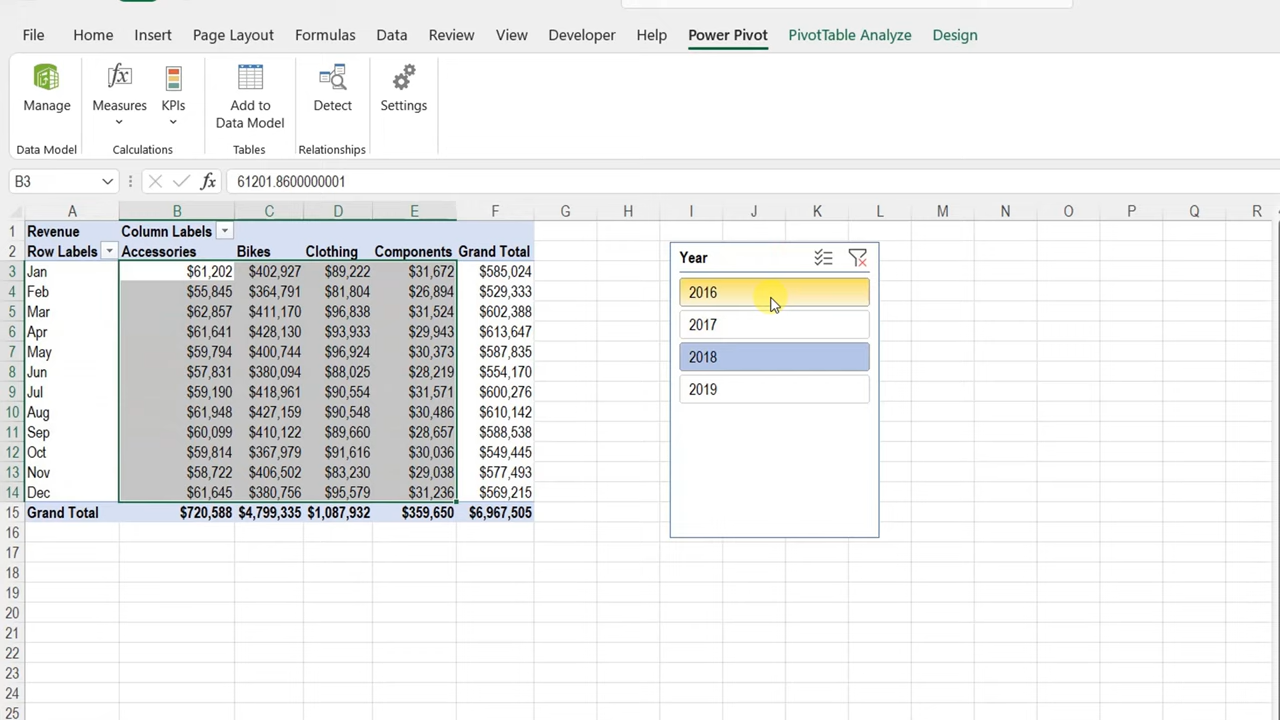 File Home Insert Page Layout Formulas Data Review View Developer Help Power Pivot PivotTable Analyze Design
Manage Measures KPIs Add to Data Model Detect Settings
Data Model Calculations Tables Relationships
B3 fx 61201.8600000001
A B C D E F G H I J K L M N O P Q R
1 Revenue Column Labels
2 Row Labels Accessories Bikes Clothing Components Grand Total
3 Jan $61,202 $402,927 $89,222 $31,672 $585,024
4 Feb $55,845 $364,791 $81,804 $26,894 $529,333
5 Mar $62,857 $411,170 $96,838 $31,524 $602,388
6 Apr $61,641 $428,130 $93,933 $29,943 $613,647
7 May $59,794 $400,744 $96,924 $30,373 $587,835
8 Jun $57,831 $380,094 $88,025 $28,219 $554,170
9 Jul $59,190 $418,961 $90,554 $31,571 $600,276
10 Aug $61,948 $427,159 $90,548 $30,486 $610,142
11 Sep $60,099 $410,122 $89,660 $28,657 $588,538
12 Oct $59,814 $367,979 $91,616 $30,036 $549,445
13 Nov $58,722 $406,502 $83,230 $29,038 $577,493
14 Dec $61,645 $380,756 $95,579 $31,236 $569,215
15 Grand Total $720,588 $4,799,335 $1,087,932 $359,650 $6,967,505
16
17
18
19
20
21
22
23
24
25
Year
2016
2017
2018
2019